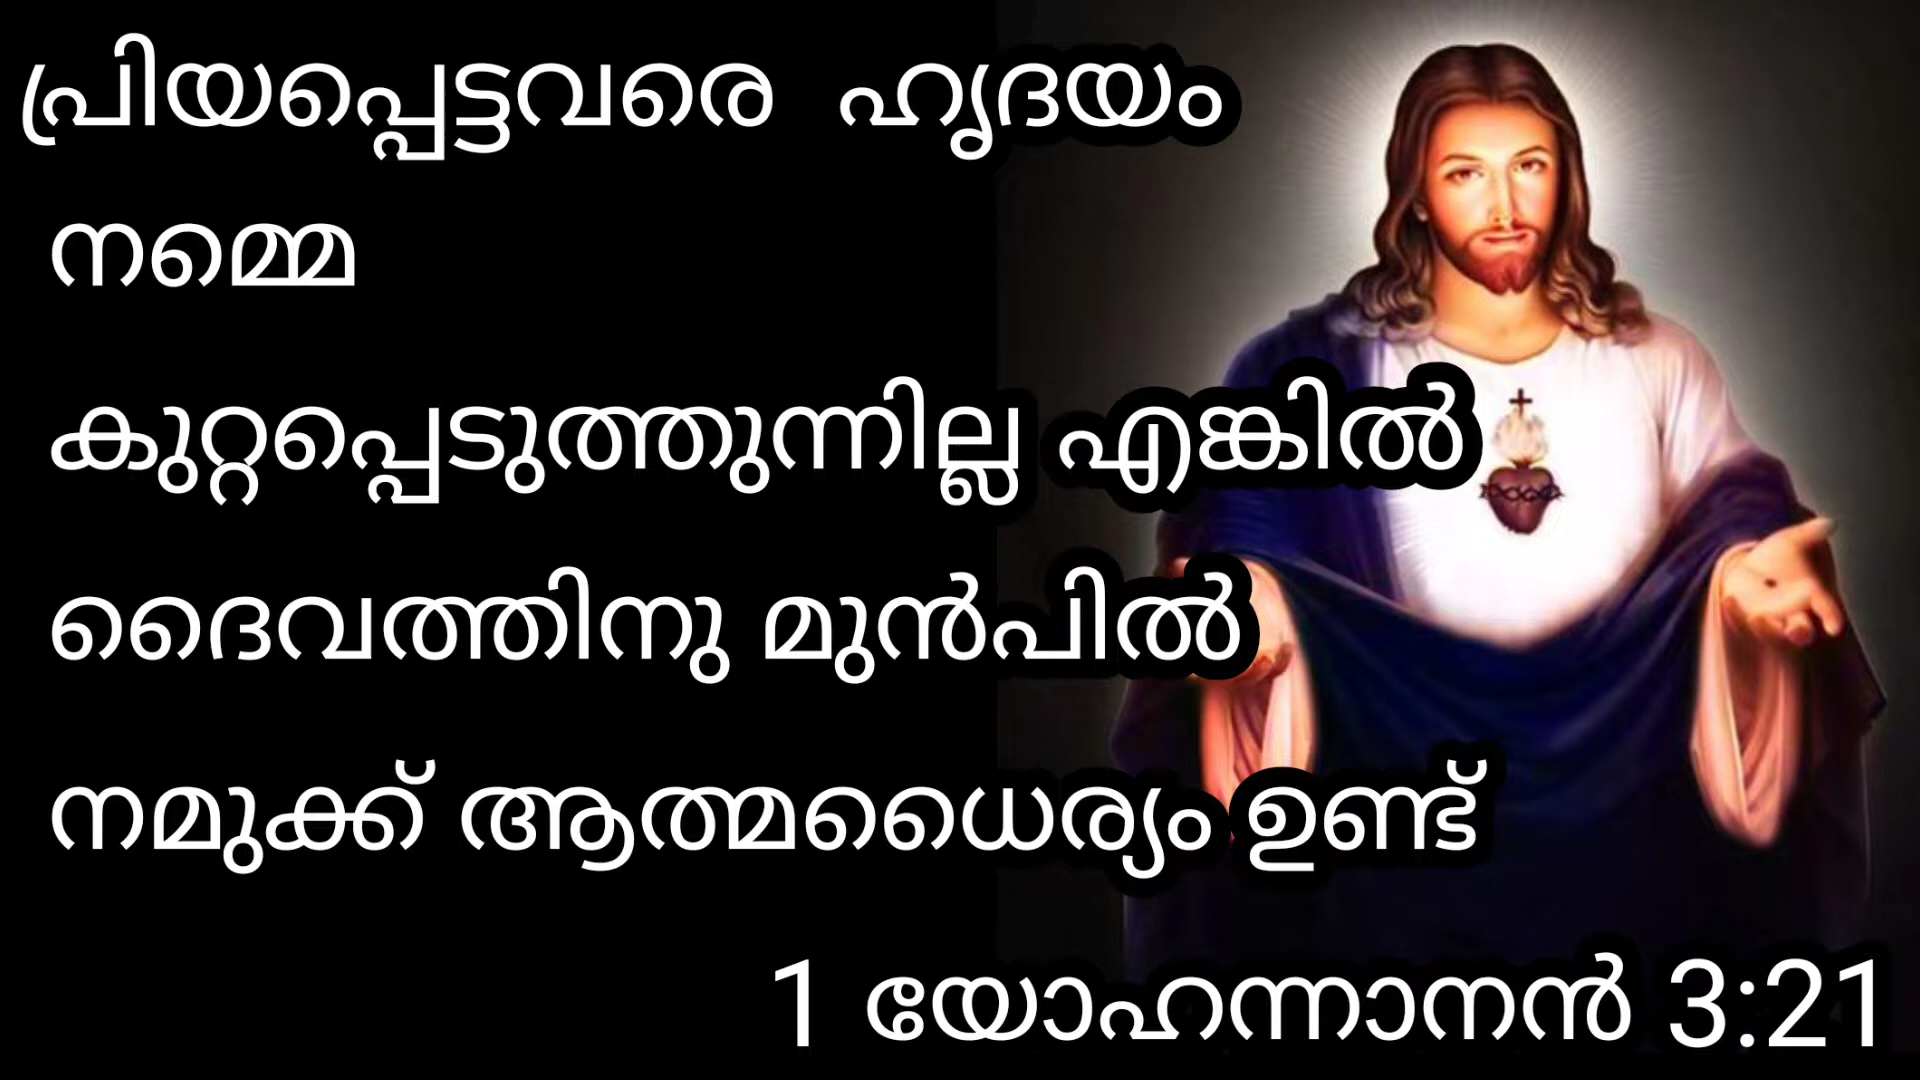 പ്രിയപ്പെട്ടവരെ ഹൃദയം
നമ്മെ
കുറ്റപ്പെടുത്തുന്നില്ല എങ്കിൽ
ദൈവത്തിനു മുൻപിൽ
നമുക്ക് ആത്മധൈര്യം ഉണ്ട്
1 യോഹന്നാനൻ 3:21